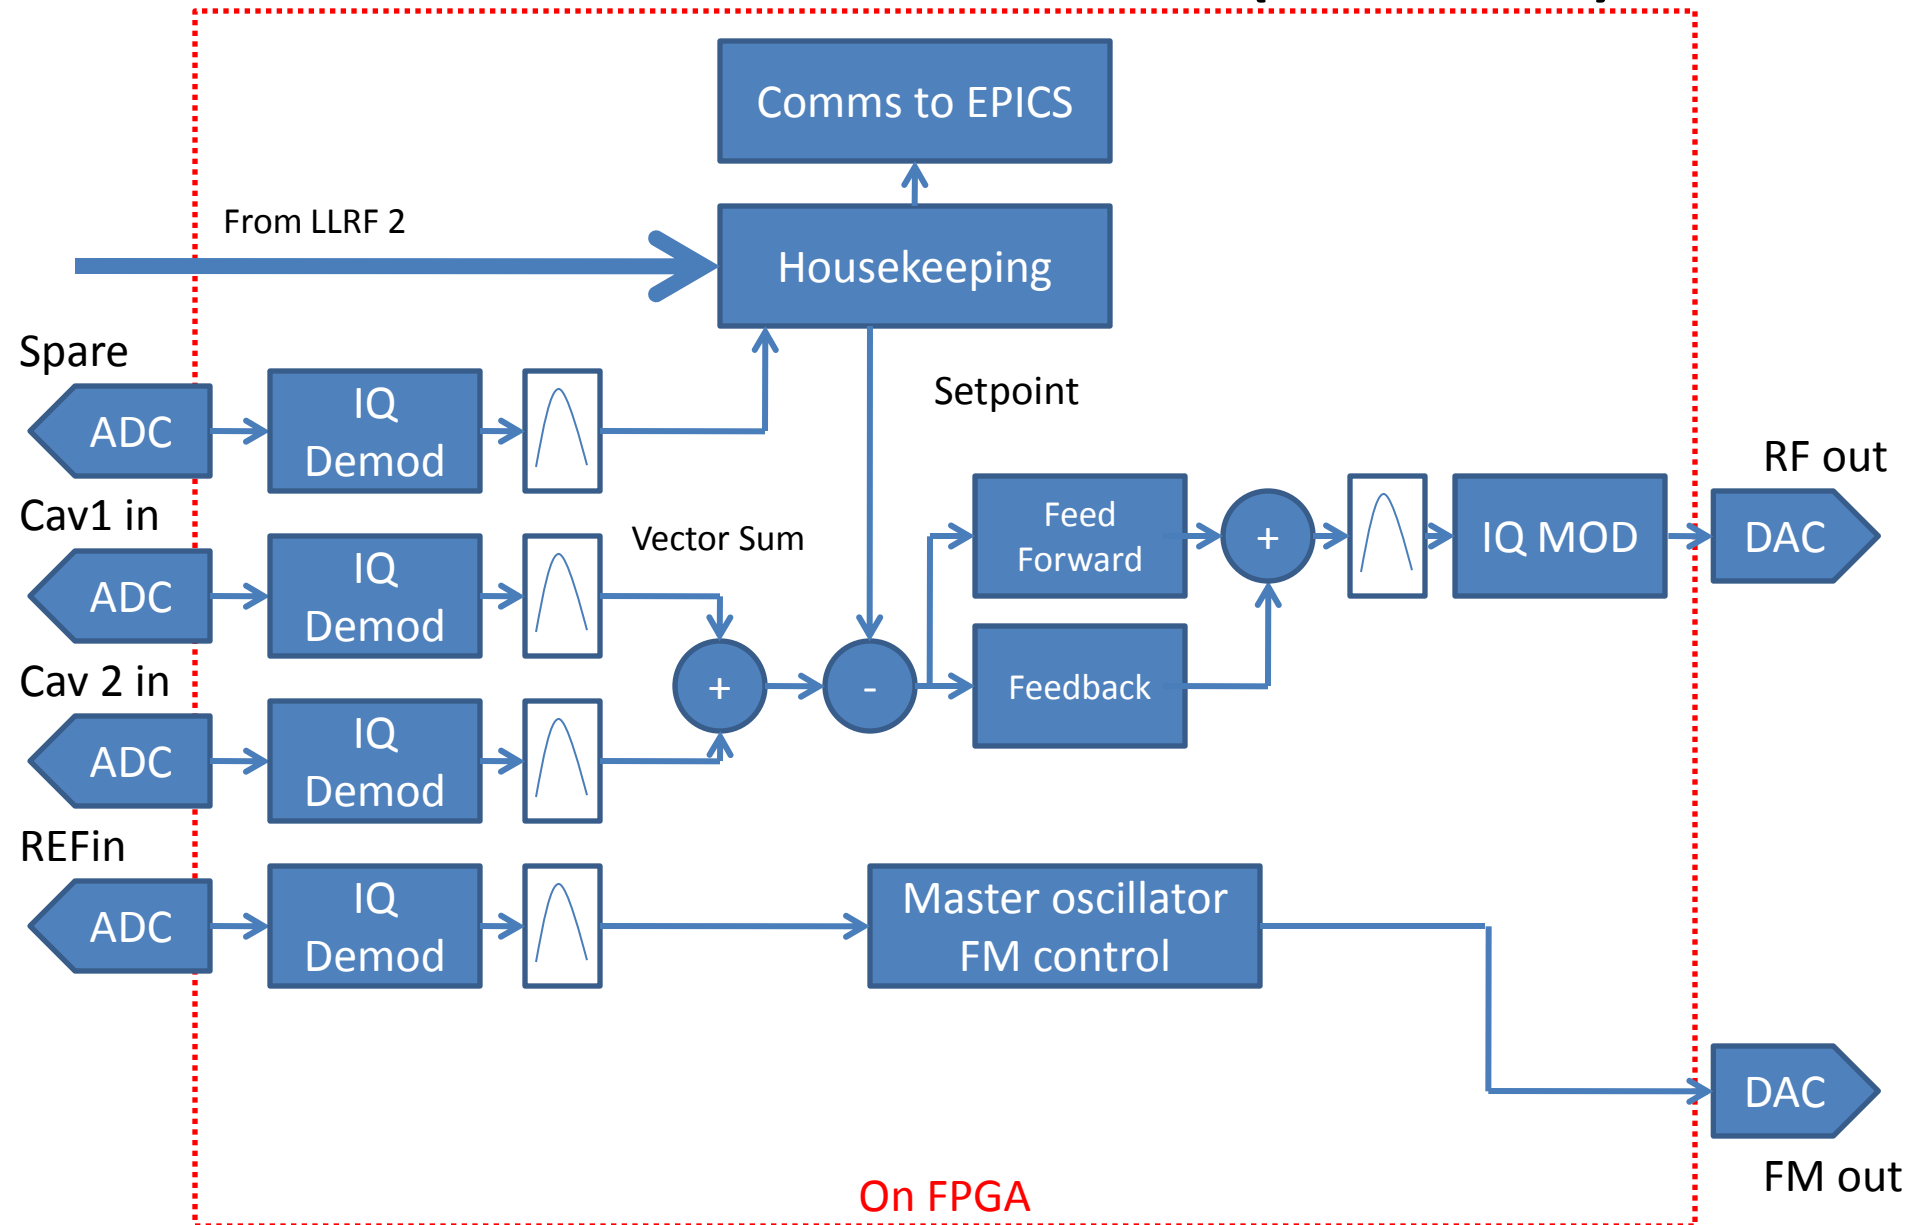 Comms to EPICS
From LLRF 2
Housekeeping
Spare
ADC
IQ
Demod
Setpoint
Cav1 in
ADC
IQ
Demod
Vector Sum
Feed
Forward
+
IQ MOD
RF out
DAC
Cav 2 in
ADC
IQ
Demod
+
-
Feedback
REFin
ADC
IQ
Demod
Master oscillator
FM control
DAC
FM out
On FPGA